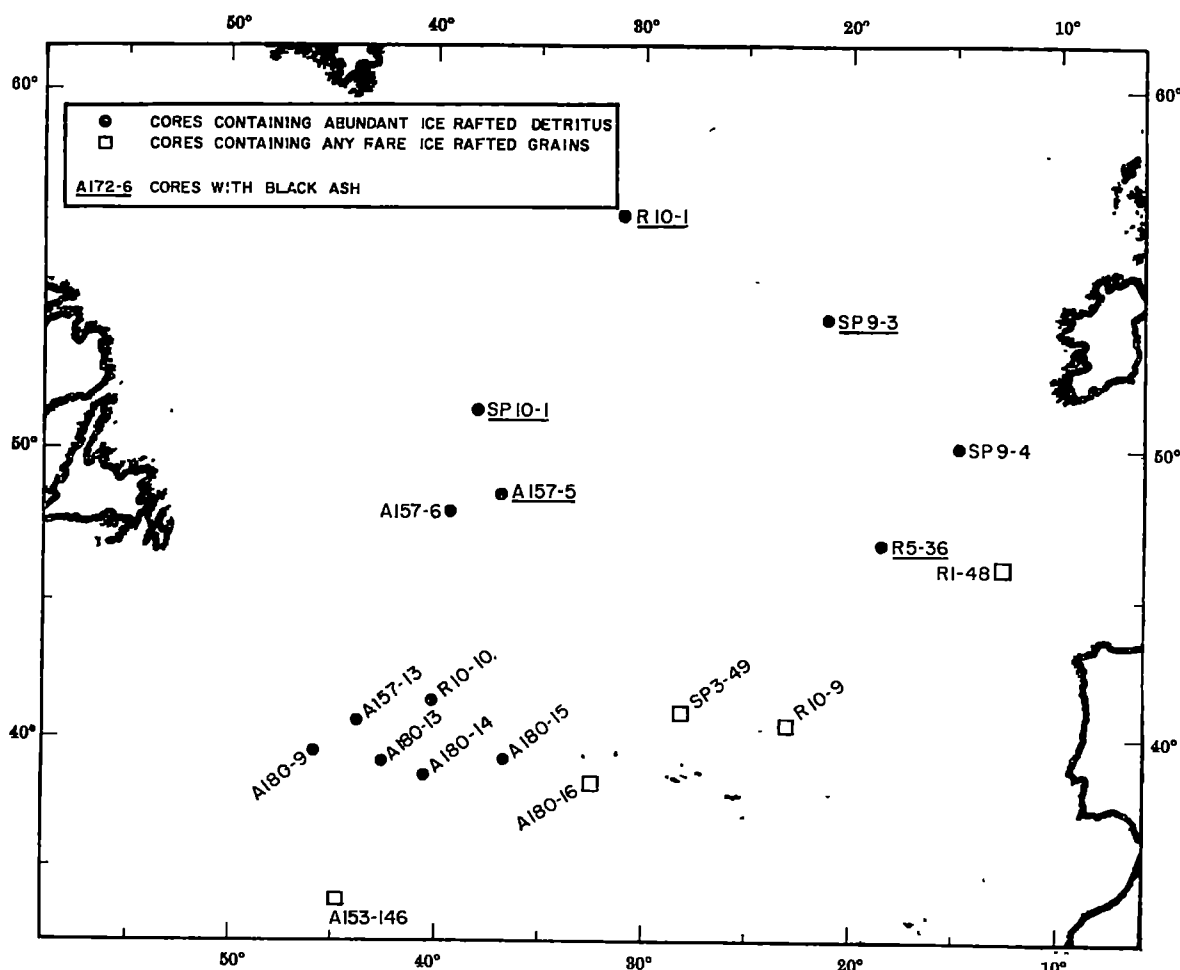 50° 40° 30° 20° 10°
60° 60°
CORES CONTAINING ABUNDANT ICE RAFTED DETRITUS
CORES CONTAINING ANY FARE ICE RAFTED GRAINS
A172-6 CORES WITH BLACK ASH
R 10-1
SP 9-3
SP 10-1
50° SP 9-4 50°
A157-5
A157-6
R5-36
R1-48
A157-13
R 10-10
SP3-49
R 10-9
A180-13
A180-14
A180-15
40° 40°
A180-9
A180-16
A153-146
50° 40° 30° 20° 10°